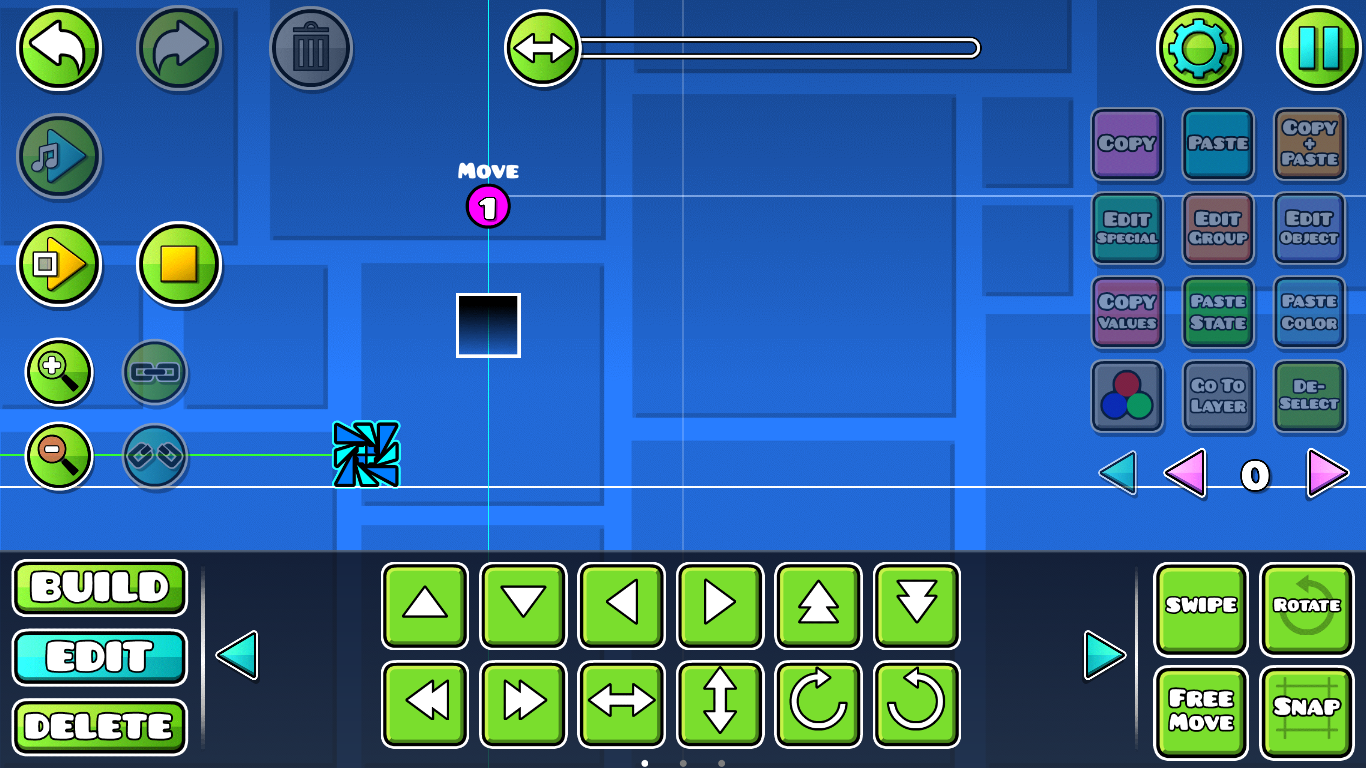 Move
1
Copy
Paste
Copy
+
Paste
Edit
Special
Edit
Group
Edit
Object
Copy
Values
Paste
State
Paste
Color
Go To
Layer
De-
Select
0
BUILD
EDIT
DELETE
Swipe
Rotate
Free
Move
Snap